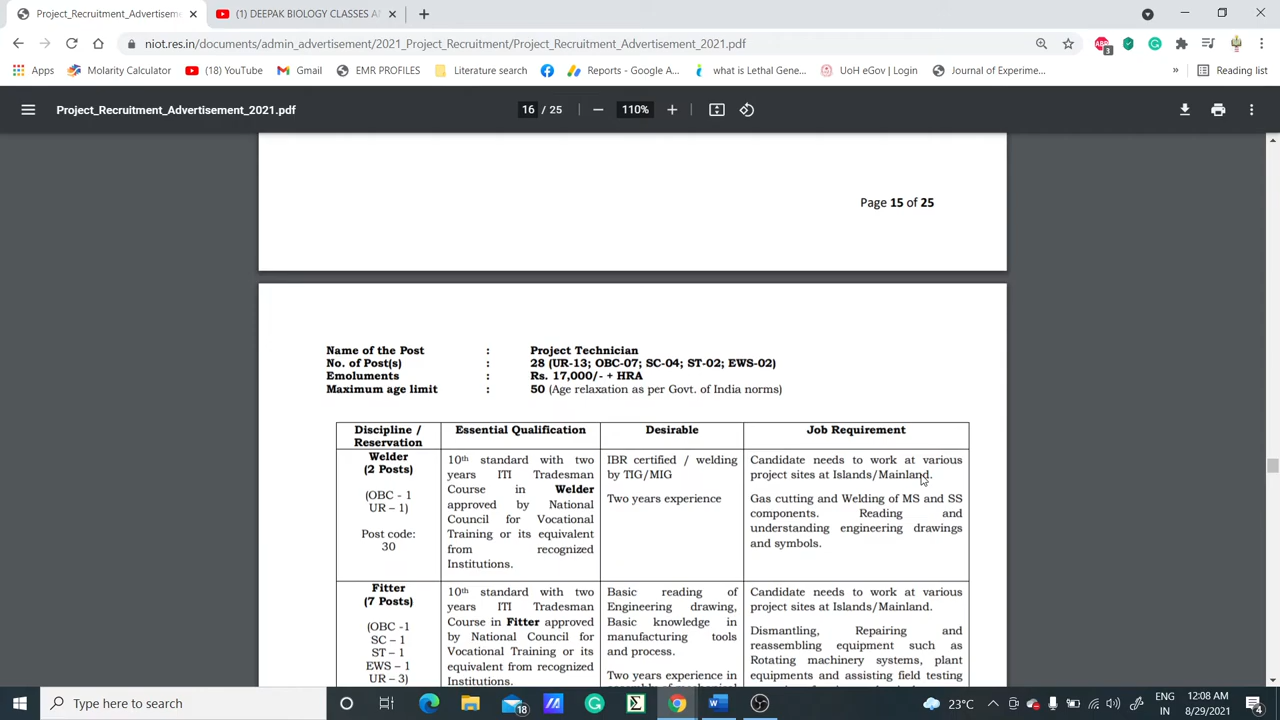 Project_Recruitment_Advertisemen
(1) DEEPAK BIOLOGY CLASSES A
niot.res.in/documents/admin_advertisement/2021_Project_Recruitment/Project_Recruitment_Advertisement_2021.pdf
Apps Molarity Calculator (18) YouTube Gmail EMR PROFILES Literature search Reports - Google A... what is Lethal Gene... UoH eGov | Login Journal of Experime... » Reading list
Project_Recruitment_Advertisement_2021.pdf 16 / 25 110%
Page 15 of 25
Name of the Post : Project Technician
No. of Post(s) : 28 (UR-13; OBC-07; SC-04; ST-02; EWS-02)
Emoluments : Rs. 17,000/- + HRA
Maximum age limit : 50 (Age relaxation as per Govt. of India norms)
Discipline /
Reservation
Essential Qualification
Desirable
Job Requirement
Welder
(2 Posts)
(OBC - 1
UR – 1)
Post code:
30
10th standard with two
years ITI Tradesman
Course in Welder
approved by National
Council for Vocational
Training or its equivalent
from recognized
Institutions.
IBR certified / welding
by TIG/MIG
Two years experience
Candidate needs to work at various
project sites at Islands/Mainland.
Gas cutting and Welding of MS and SS
components. Reading and
understanding engineering drawings
and symbols.
Fitter
(7 Posts)
(OBC -1
SC – 1
ST – 1
EWS – 1
UR – 3)
10th standard with two
years ITI Tradesman
Course in Fitter approved
by National Council for
Vocational Training or its
equivalent from recognized
Institutions.
Basic reading of
Engineering drawing,
Basic knowledge in
manufacturing tools
and process.
Two years experience in
Candidate needs to work at various
project sites at Islands/Mainland.
Dismantling, Repairing and
reassembling equipment such as
Rotating machinery systems, plant
equipments and assisting field testing
Type here to search
18
23°C
ENG
IN
12:08 AM
8/29/2021
4